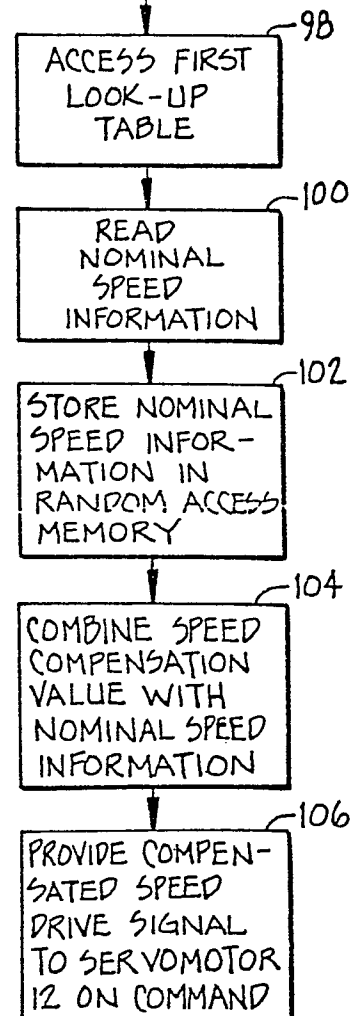 98
ACCESS FIRST
LOOK-UP
TABLE
100
READ
NOMINAL
SPEED
INFORMATION
102
STORE NOMINAL
SPEED INFOR-
MATION IN
RANDOM ACCESS
MEMORY
104
COMBINE SPEED
COMPENSATION
VALUE WITH
NOMINAL SPEED
INFORMATION
106
PROVIDE COMPEN-
SATED SPEED
DRIVE SIGNAL
TO SERVOMOTOR
12 ON COMMAND